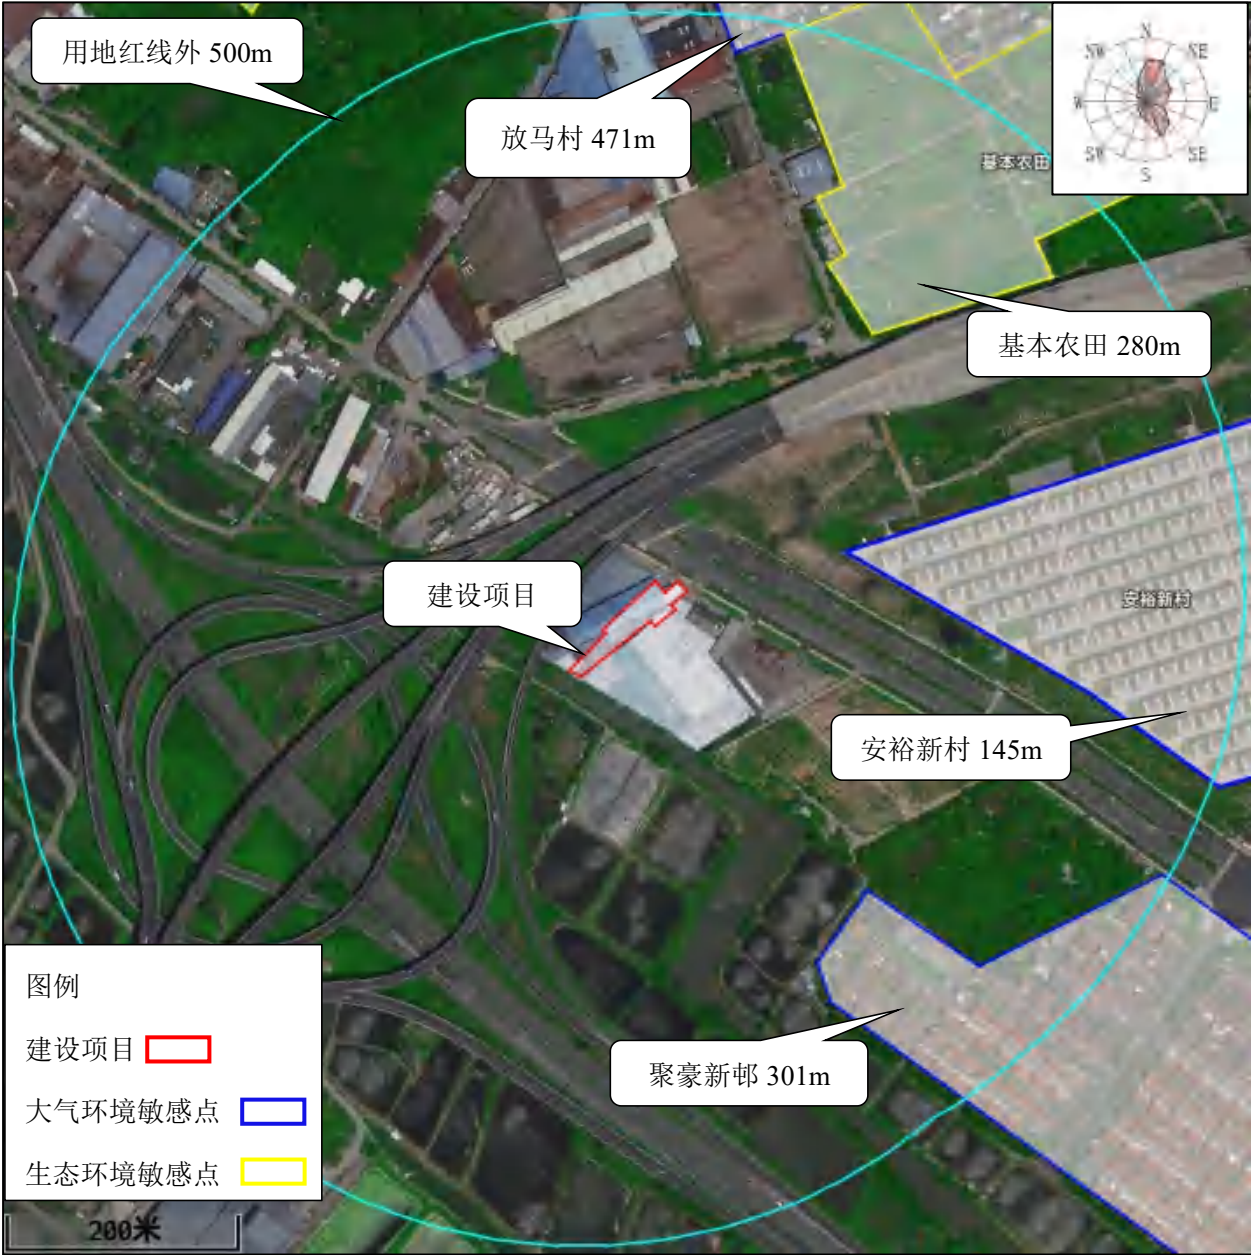 用地红线外 500m
放马村 471m
N
NW
NE
W
E
SW
SE
S
基本农田
基本农田 280m
建设项目
安裕新村
安裕新村 145m
聚豪新邨 301m
图例
建设项目
大气环境敏感点
生态环境敏感点
200米